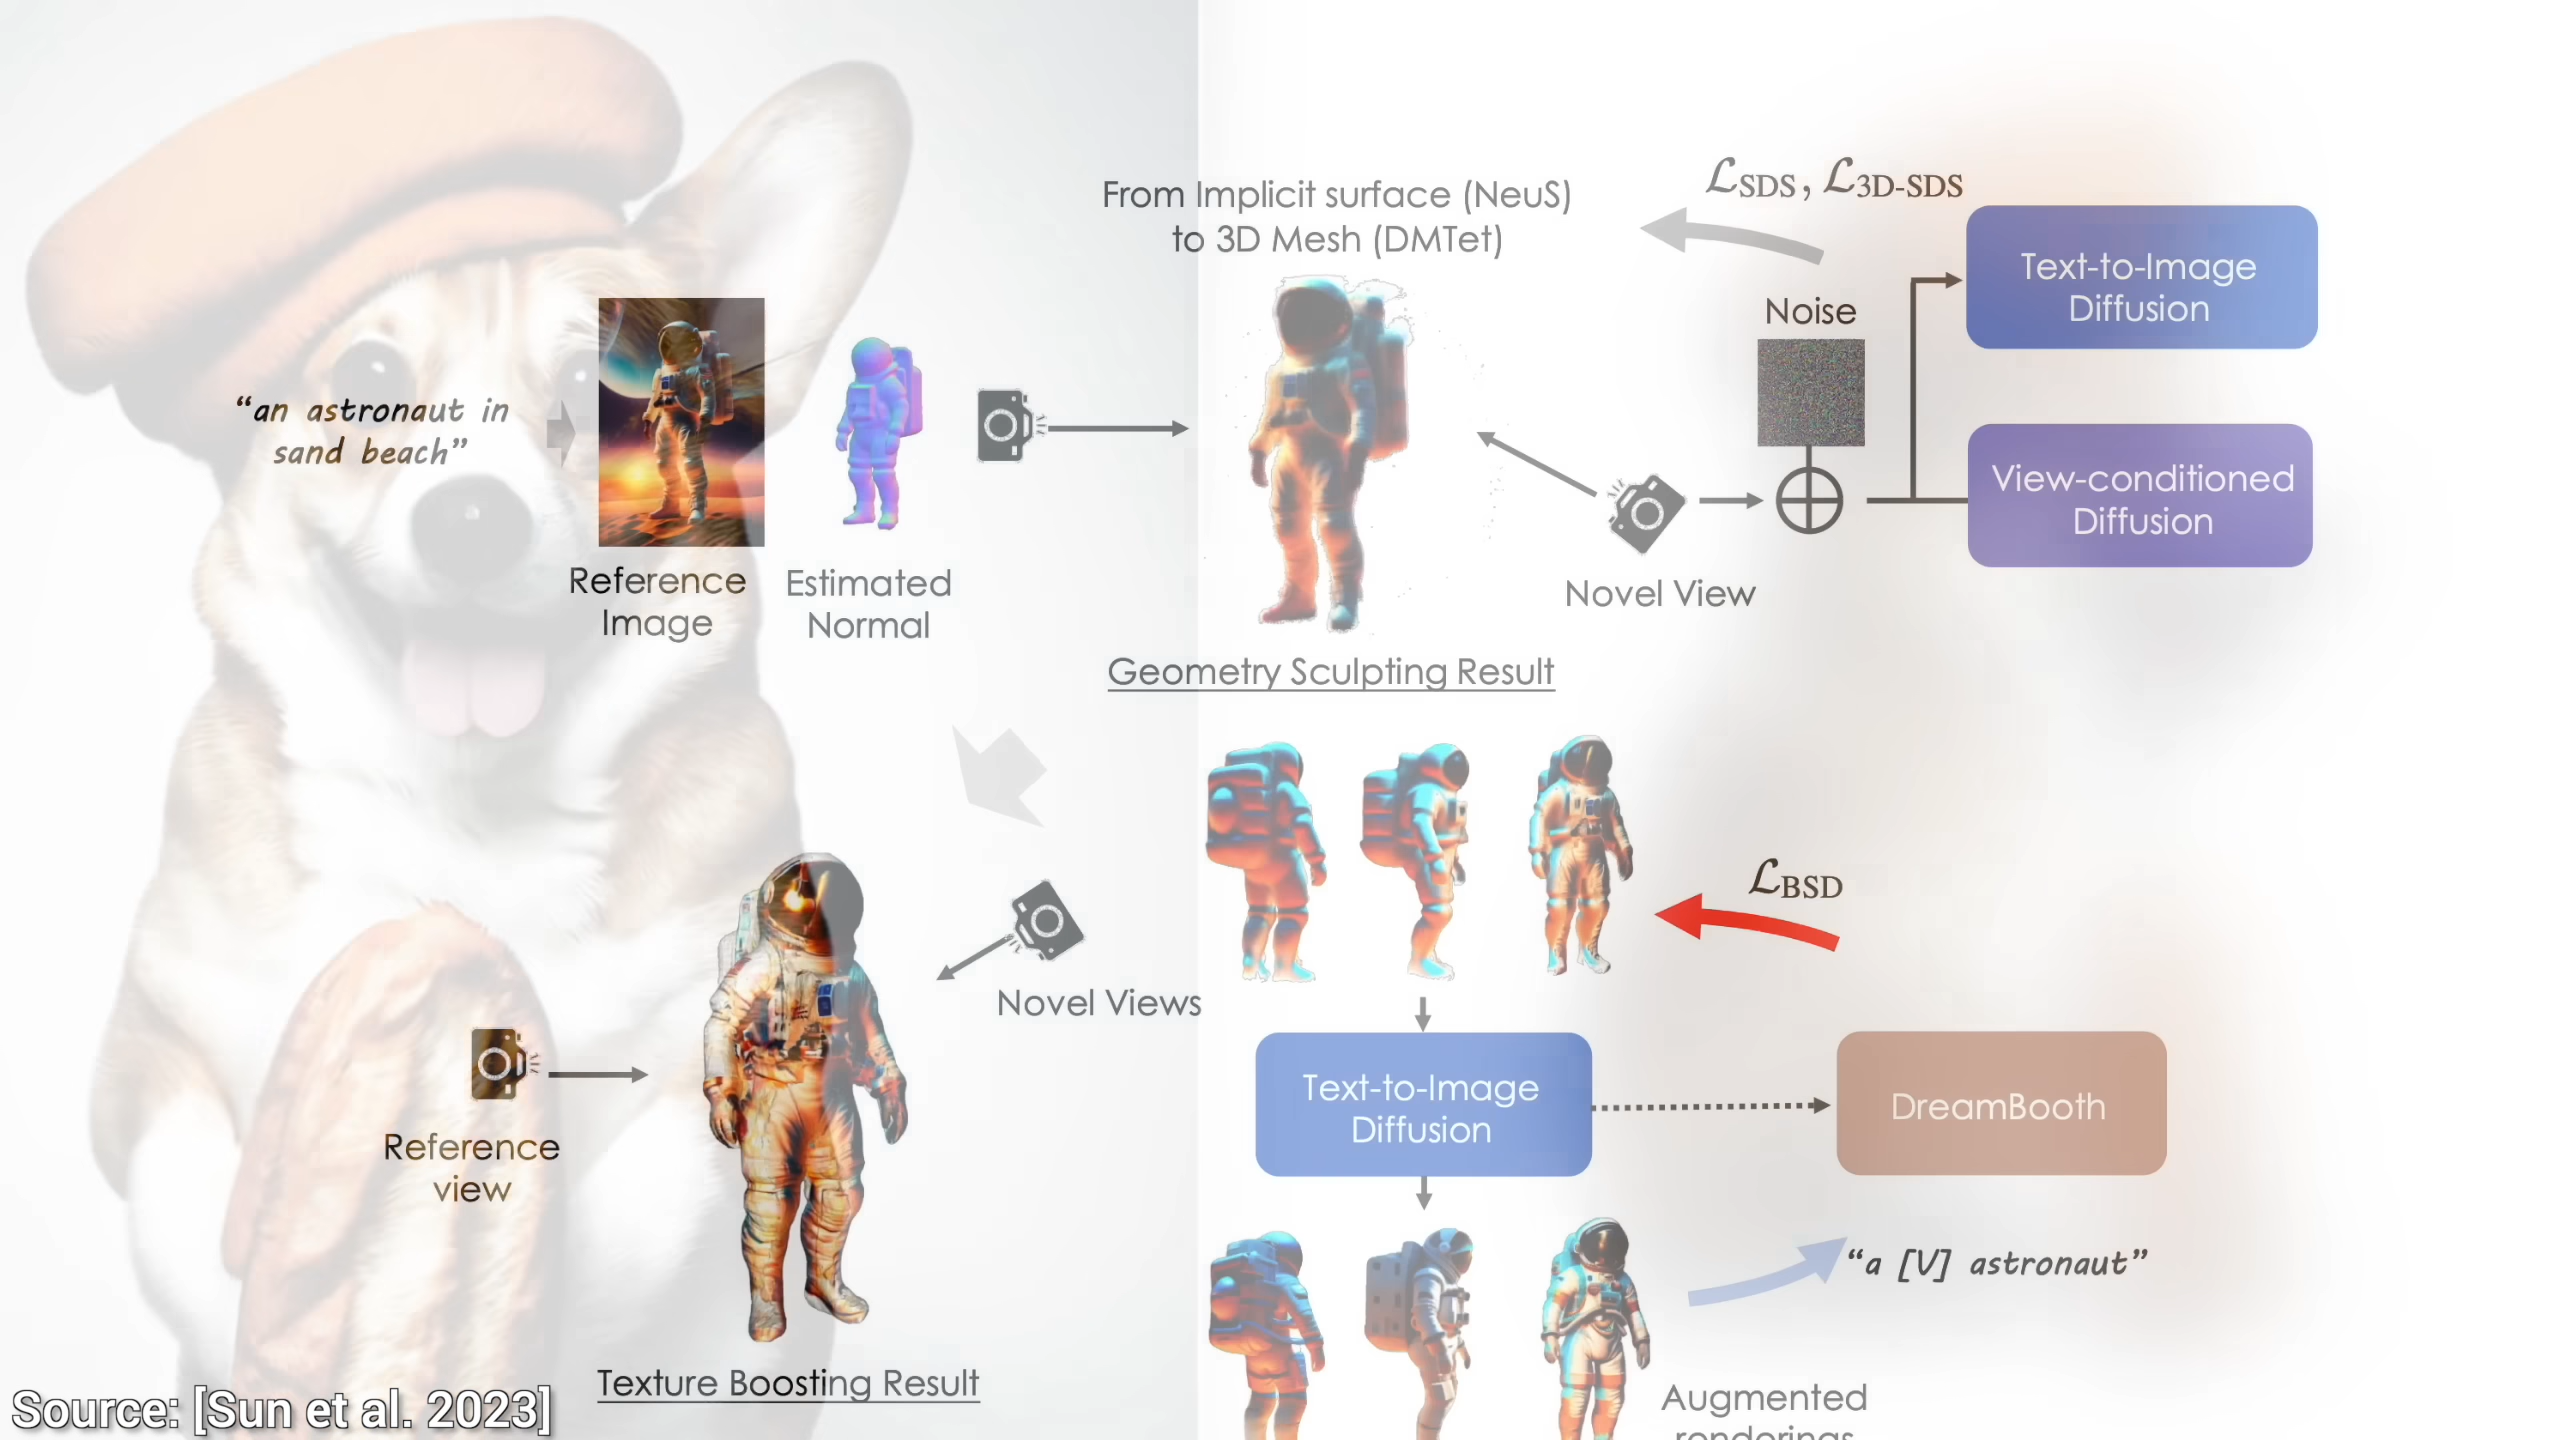 From Implicit surface (NeuS)
to 3D Mesh (DMTet)
ℒSDS, ℒ3D-SDS
Text-to-Image
Diffusion
Noise
“an astronaut in
sand beach”
View-conditioned
Diffusion
Reference
Image
Estimated
Normal
Novel View
Geometry Sculpting Result
ℒBSD
Novel Views
Reference
view
Text-to-Image
Diffusion
DreamBooth
“a [V] astronaut”
Texture Boosting Result
Augmented
renderings
Source: [Sun et al. 2023]